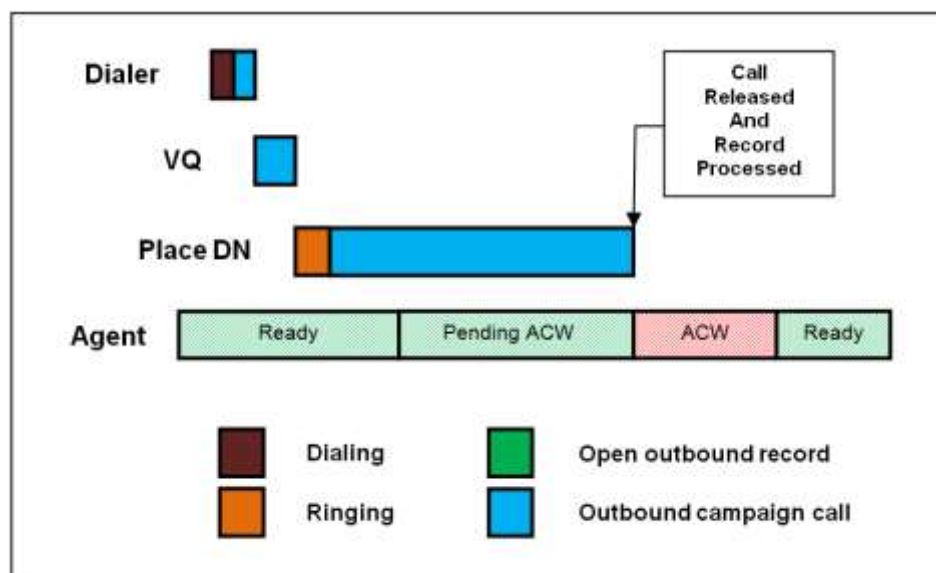 Dialer
Call
Released
And
Record
Processed
VQ
Place DN
Agent
Ready
Pending ACW
ACW
Ready
Dialing
Open outbound record
Ringing
Outbound campaign call